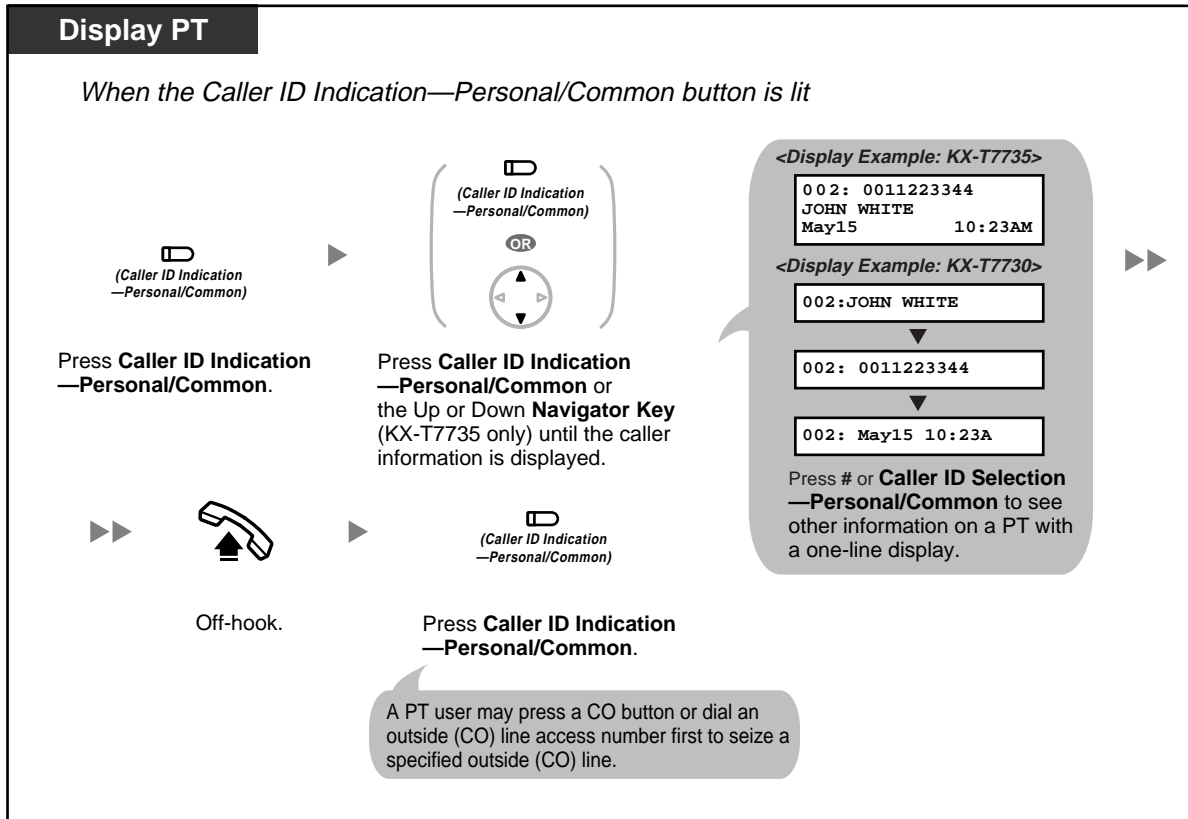 Display PT
When the Caller ID Indication—Personal/Common button is lit
(Caller ID Indication
—Personal/Common)
Press Caller ID Indication
—Personal/Common.
(Caller ID Indication
—Personal/Common)
OR
Press Caller ID Indication
—Personal/Common or
the Up or Down Navigator Key
(KX-T7735 only) until the caller
information is displayed.
<Display Example: KX-T7735>
002: 0011223344
JOHN WHITE
May15 10:23AM
<Display Example: KX-T7730>
002:JOHN WHITE
002: 0011223344
002: May15 10:23A
Press # or Caller ID Selection
—Personal/Common to see
other information on a PT with
a one-line display.
Off-hook.
(Caller ID Indication
—Personal/Common)
Press Caller ID Indication
—Personal/Common.
A PT user may press a CO button or dial an
outside (CO) line access number first to seize a
specified outside (CO) line.